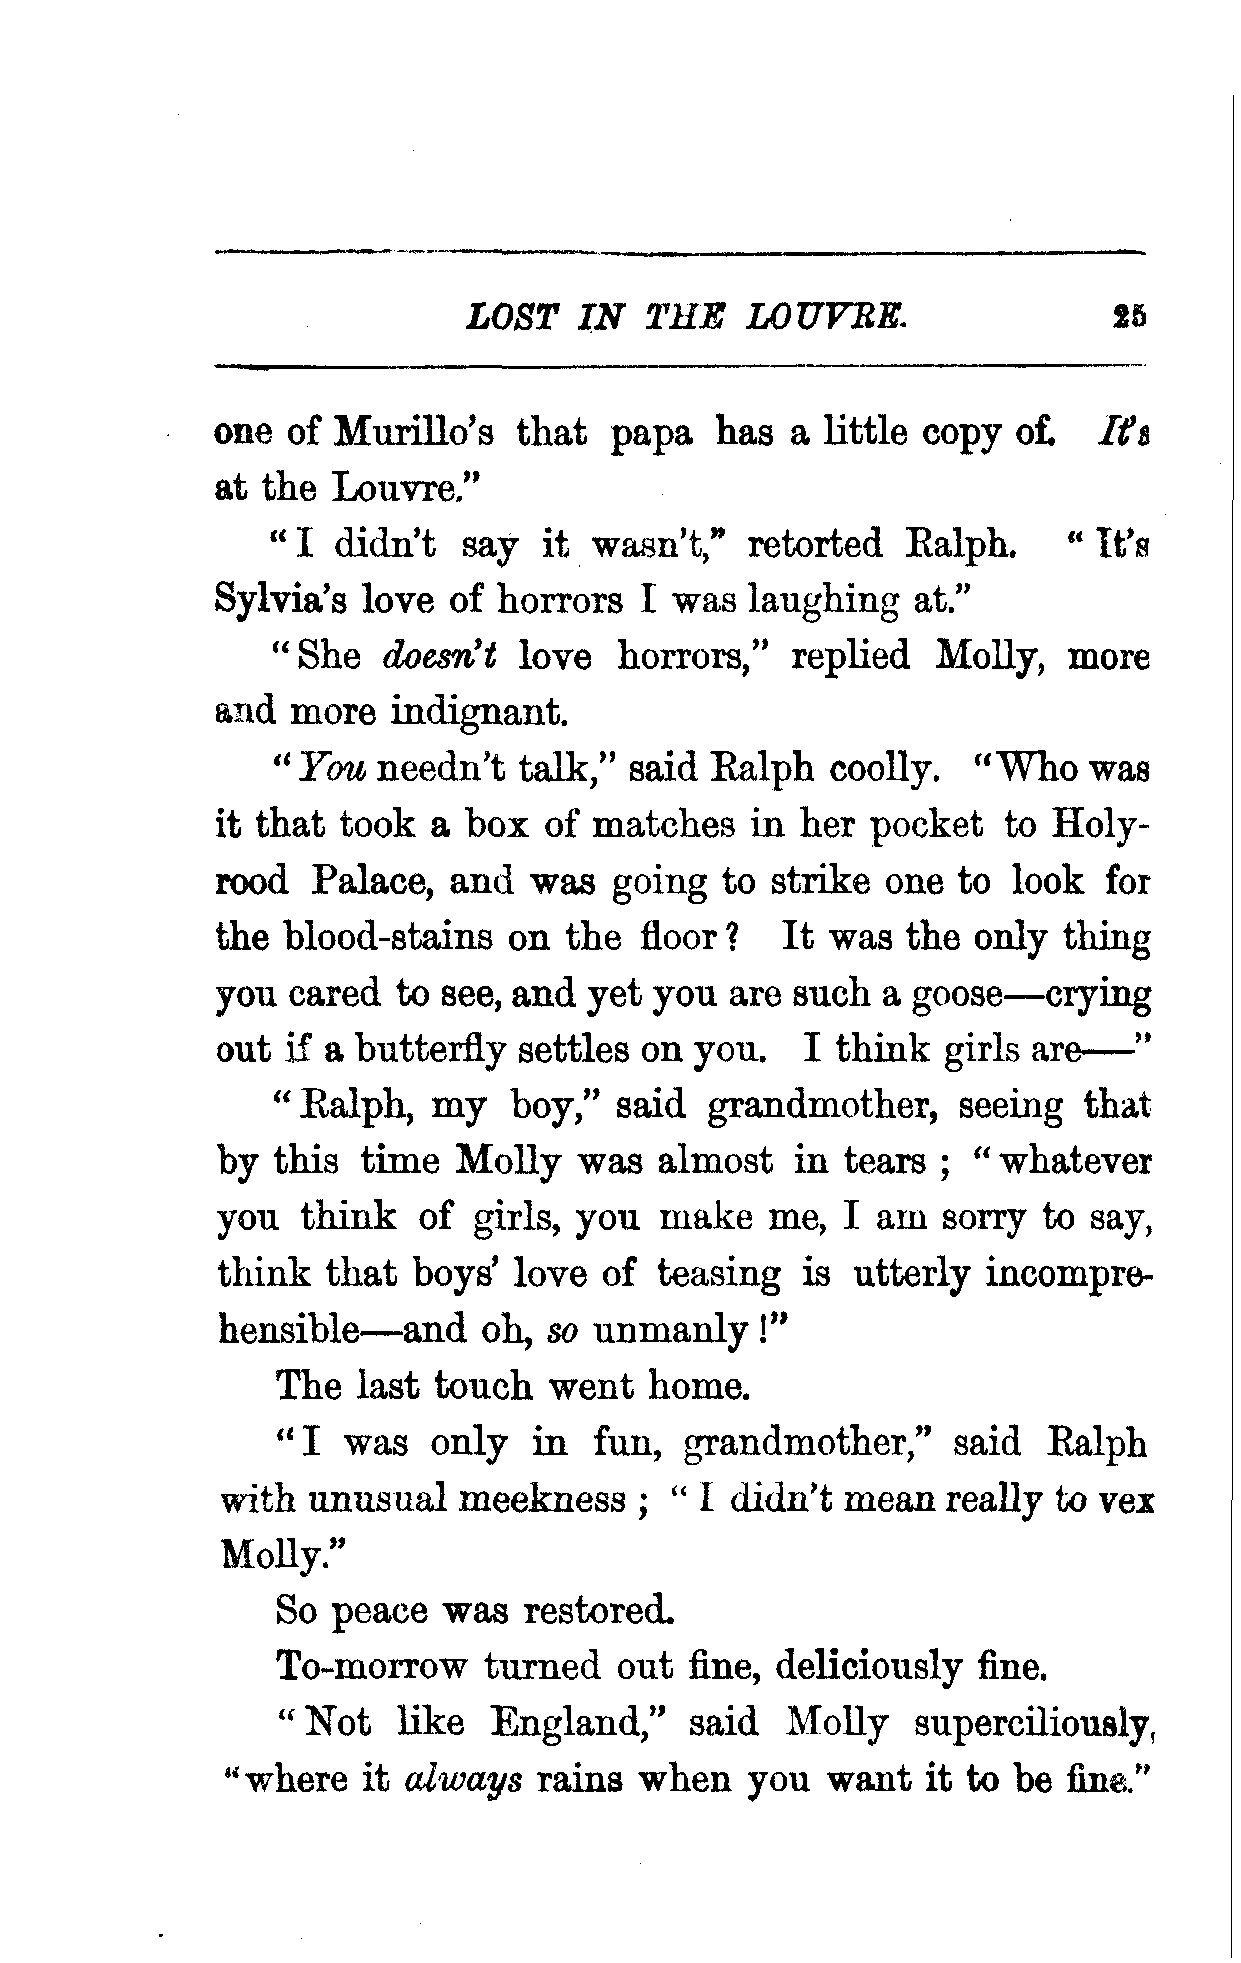 LOST IN THE LOUVRE. 25
one of Murillo's that papa has a little copy of. It's
at the Louvre."
"I didn't say it wasn't," retorted Ralph. "It's
Sylvia's love of horrors I was laughing at."
"She doesn't love horrors," replied Molly, more
and more indignant.
"You needn't talk," said Ralph coolly. "Who was
it that took a box of matches in her pocket to Holy-
rood Palace, and was going to strike one to look for
the blood-stains on the floor? It was the only thing
you cared to see, and yet you are such a goose—crying
out if a butterfly settles on you. I think girls are—"
"Ralph, my boy," said grandmother, seeing that
by this time Molly was almost in tears; "whatever
you think of girls, you make me, I am sorry to say,
think that boys' love of teasing is utterly incompre-
hensible—and oh, so unmanly!"
The last touch went home.
"I was only in fun, grandmother," said Ralph
with unusual meekness; "I didn't mean really to vex
Molly."
So peace was restored.
To-morrow turned out fine, deliciously fine.
"Not like England," said Molly superciliously,
"where it always rains when you want it to be fine."